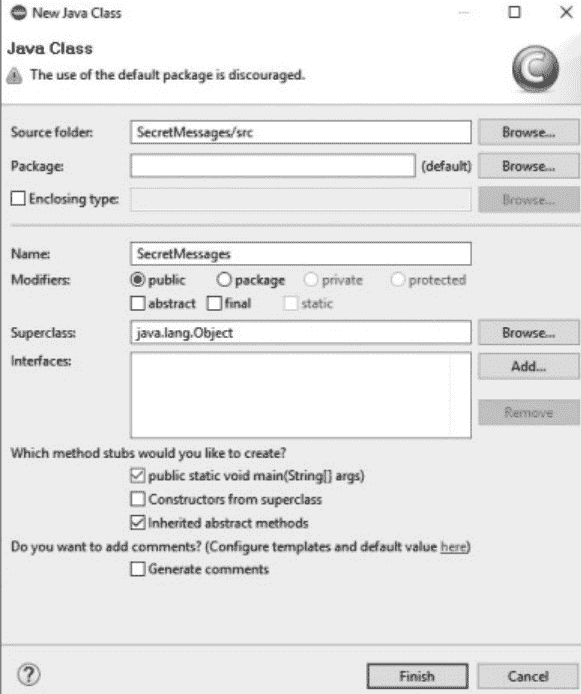 New Java Class
Java Class
The use of the default package is discouraged.
Source folder: SecretMessages/src Browse...
Package: (default) Browse...
Enclosing type: Browse...
Name: SecretMessages
Modifiers: public package private protected
abstract final static
Superclass: java.lang.Object Browse...
Interfaces: Add...
Remove
Which method stubs would you like to create?
public static void main(String[] args)
Constructors from superclass
Inherited abstract methods
Do you want to add comments? (Configure templates and default value here)
Generate comments
? Finish Cancel